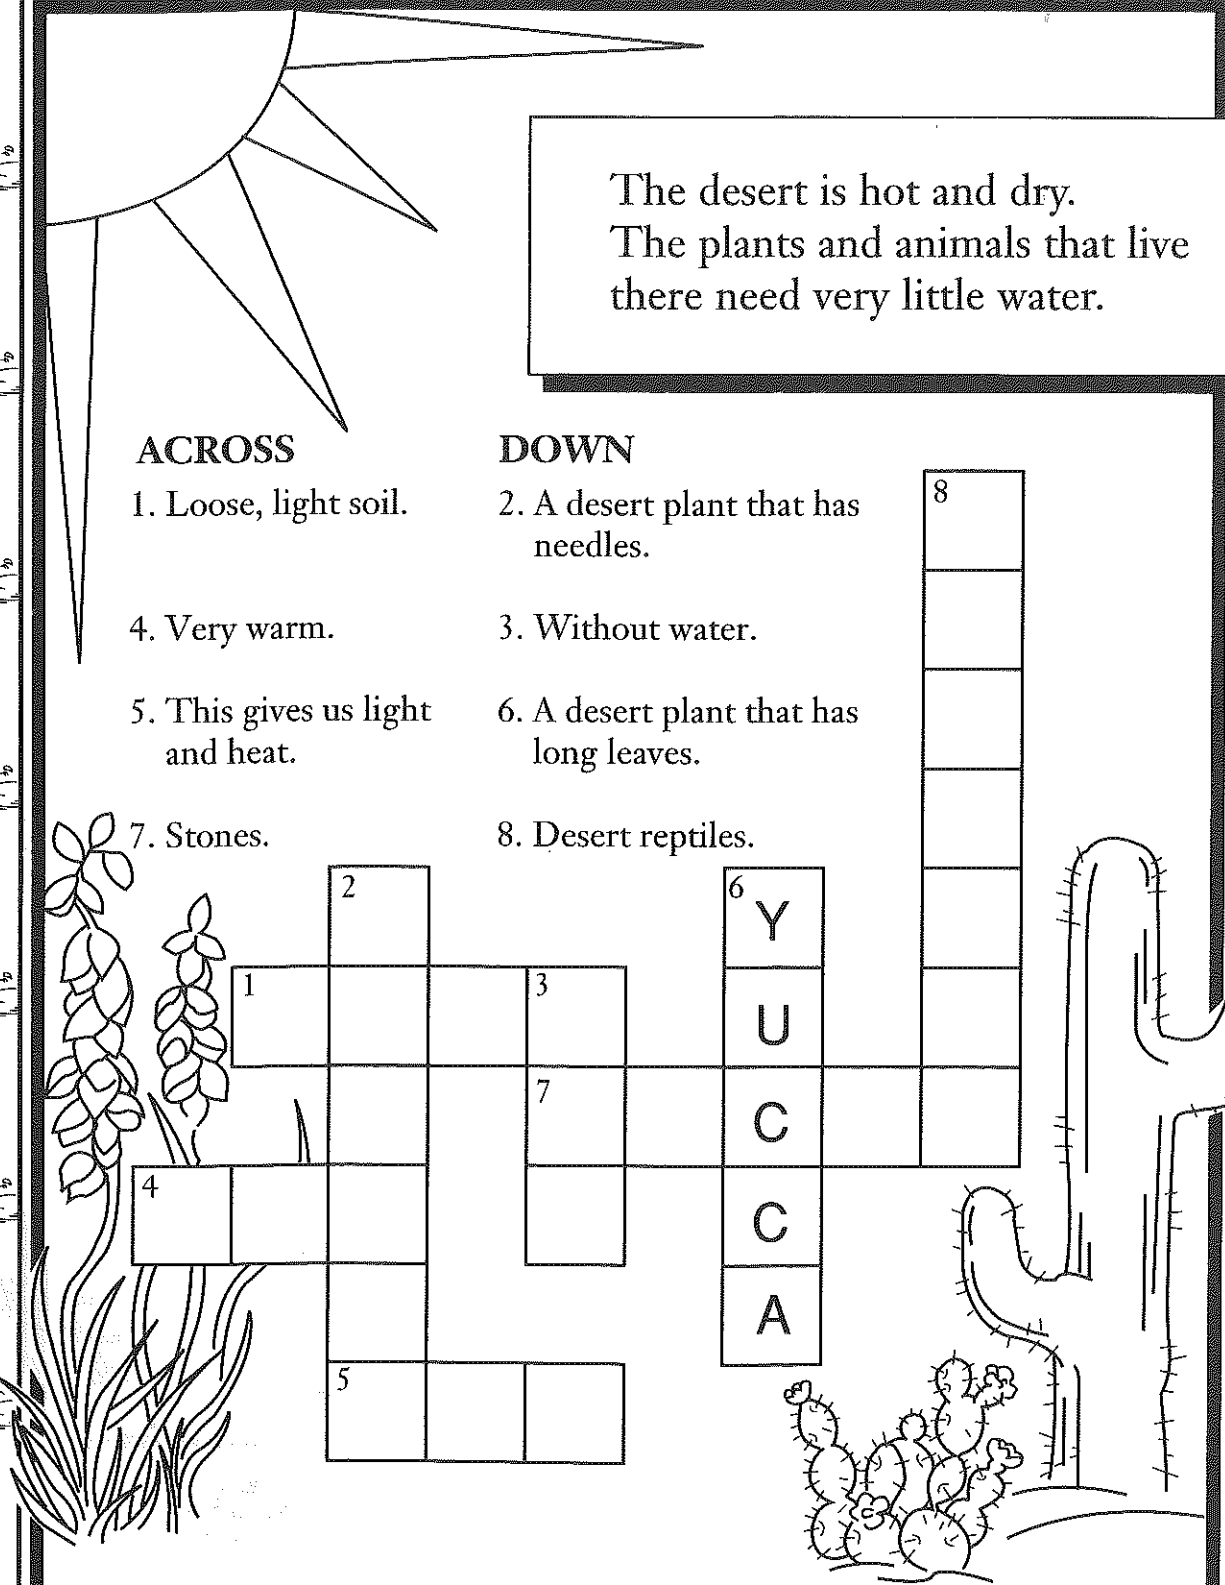 The desert is hot and dry.
The plants and animals that live
there need very little water.
ACROSS
1. Loose, light soil.
4. Very warm.
5. This gives us light
and heat.
7. Stones.
DOWN
2. A desert plant that has
needles.
3. Without water.
6. A desert plant that has
long leaves.
8. Desert reptiles.
8
2
6 Y
1
3
U
7
C
4
C
A
5